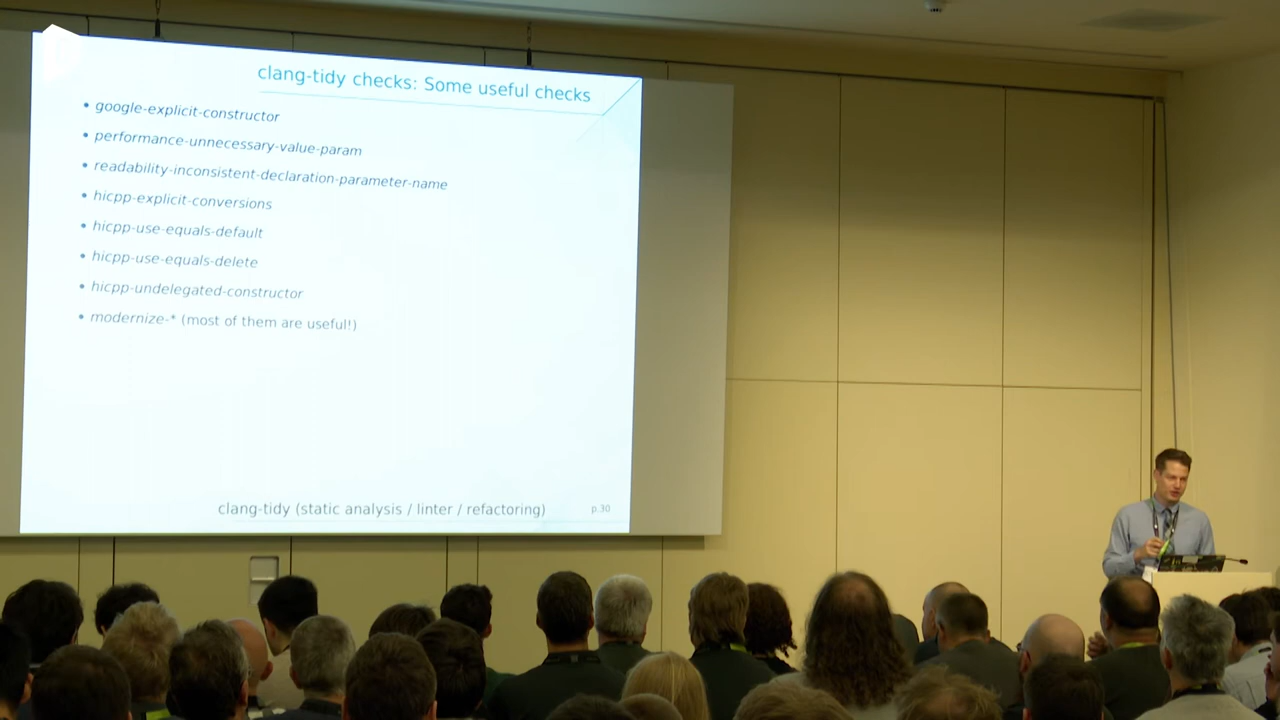 clang-tidy checks: Some useful checks
• google-explicit-constructor
• performance-unnecessary-value-param
• readability-inconsistent-declaration-parameter-name
• hicpp-explicit-conversions
• hicpp-use-equals-default
• hicpp-use-equals-delete
• hicpp-undelegated-constructor
• modernize-* (most of them are useful!)
clang-tidy (static analysis / linter / refactoring)
p.30